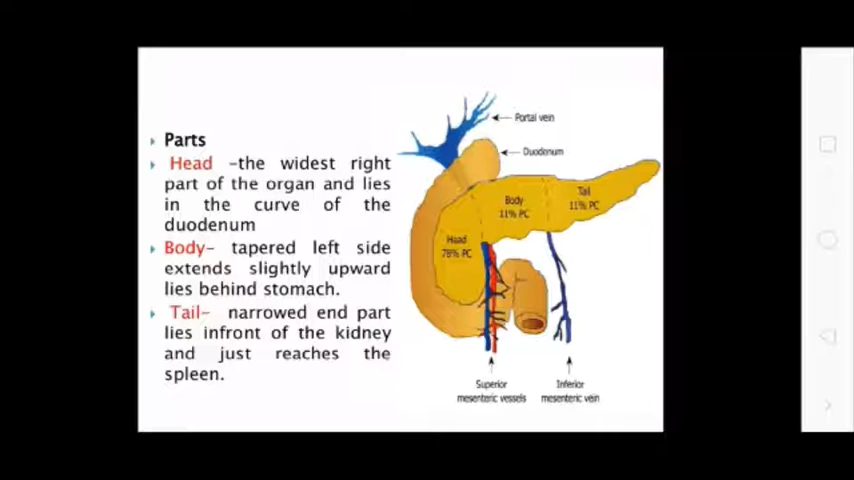 Parts
Head -the widest right
part of the organ and lies
in the curve of the
duodenum
Body- tapered left side
extends slightly upward
lies behind stomach.
Tail- narrowed end part
lies infront of the kidney
and just reaches the
spleen.
Portal vein
Duodenum
Tail
11% PC
Body
11% PC
Head
78% PC
Superior
mesenteric vessels
Inferior
mesenteric vein